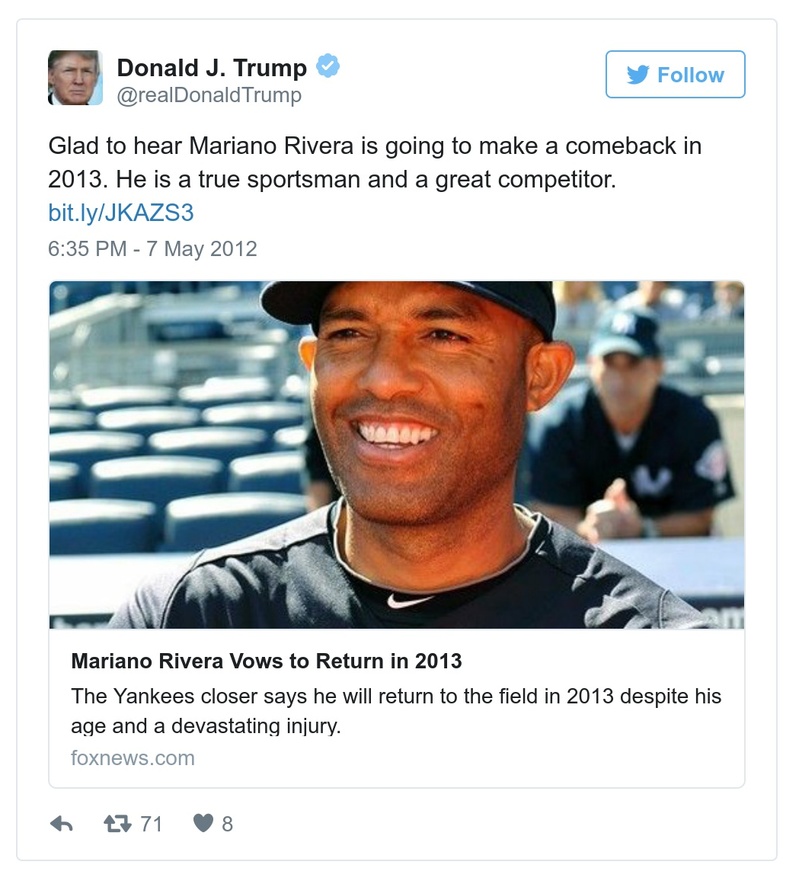 Donald J. Trump
@realDonaldTrump
Follow
Glad to hear Mariano Rivera is going to make a comeback in
2013. He is a true sportsman and a great competitor.
bit.ly/JKAZS3
6:35 PM - 7 May 2012
Mariano Rivera Vows to Return in 2013
The Yankees closer says he will return to the field in 2013 despite his
age and a devastating injury.
foxnews.com
71
8